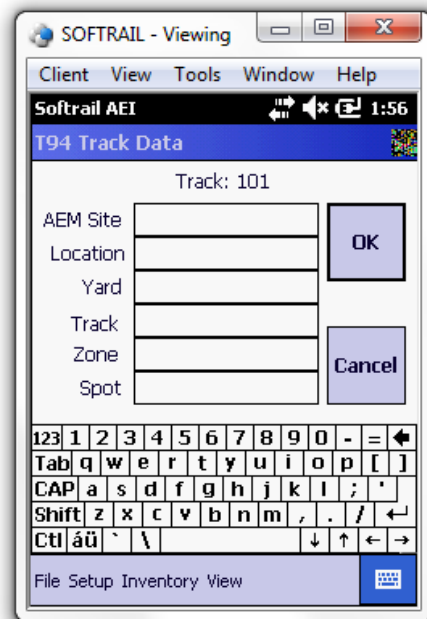 SOFTRAIL - Viewing
Client View Tools Window Help
Softrail AEI 1:56
T94 Track Data
Track: 101
AEM Site
OK
Location
Yard
Track
Zone
Cancel
Spot
123 1 2 3 4 5 6 7 8 9 0 - =
Tab q w e r t y u i o p [ ]
CAP a s d f g h j k l ; '
Shift z x c v b n m , . /
Ctl áü ` \
File Setup Inventory View